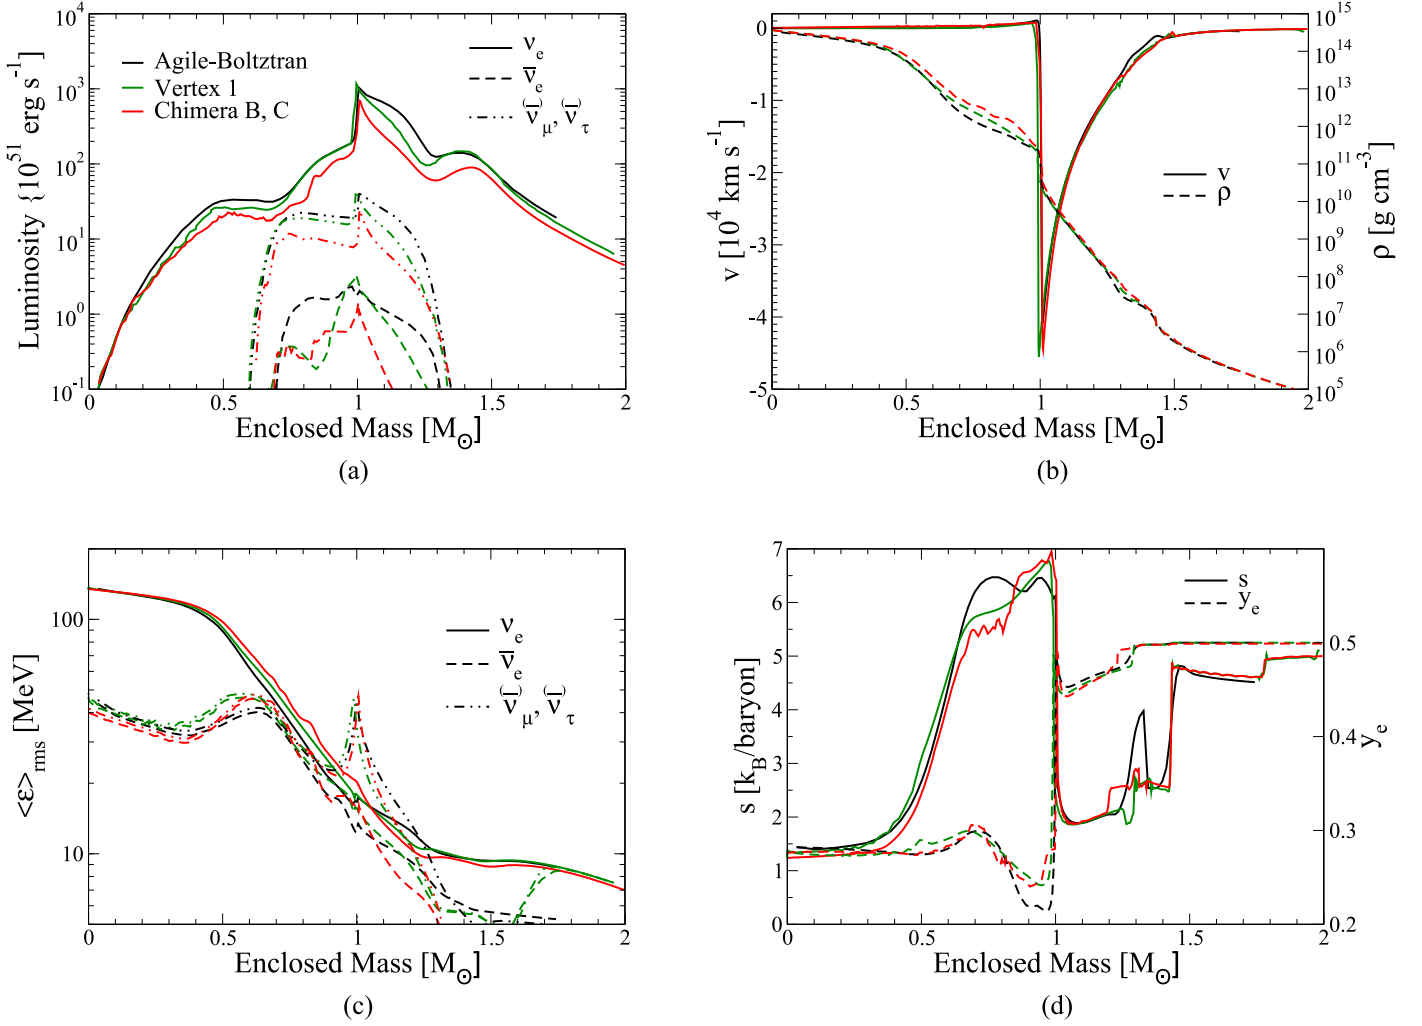 10^4
10^3
10^2
10^1
10^0
10^-1
Luminosity {10^51 erg s^-1}
Agile-Boltztran
Vertex 1
Chimera B, C
ν_e
ν̅_e
(ν̅)_μ, (ν̅)_τ
0 0.5 1 1.5 2
Enclosed Mass [M_⊙]
(a)
0
-1
-2
-3
-4
-5
v [10^4 km s^-1]
v
ρ
10^15
10^14
10^13
10^12
10^11
10^10
10^9
10^8
10^7
10^6
10^5
ρ [g cm^-3]
0 0.5 1 1.5 2
Enclosed Mass [M_⊙]
(b)
100
10
<ε>_rms [MeV]
ν_e
ν̅_e
(ν̅)_μ, (ν̅)_τ
0 0.5 1 1.5 2
Enclosed Mass [M_⊙]
(c)
7
6
5
4
3
2
1
0
s [k_B/baryon]
s
y_e
0.5
0.4
0.3
0.2
y_e
0 0.5 1 1.5 2
Enclosed Mass [M_⊙]
(d)